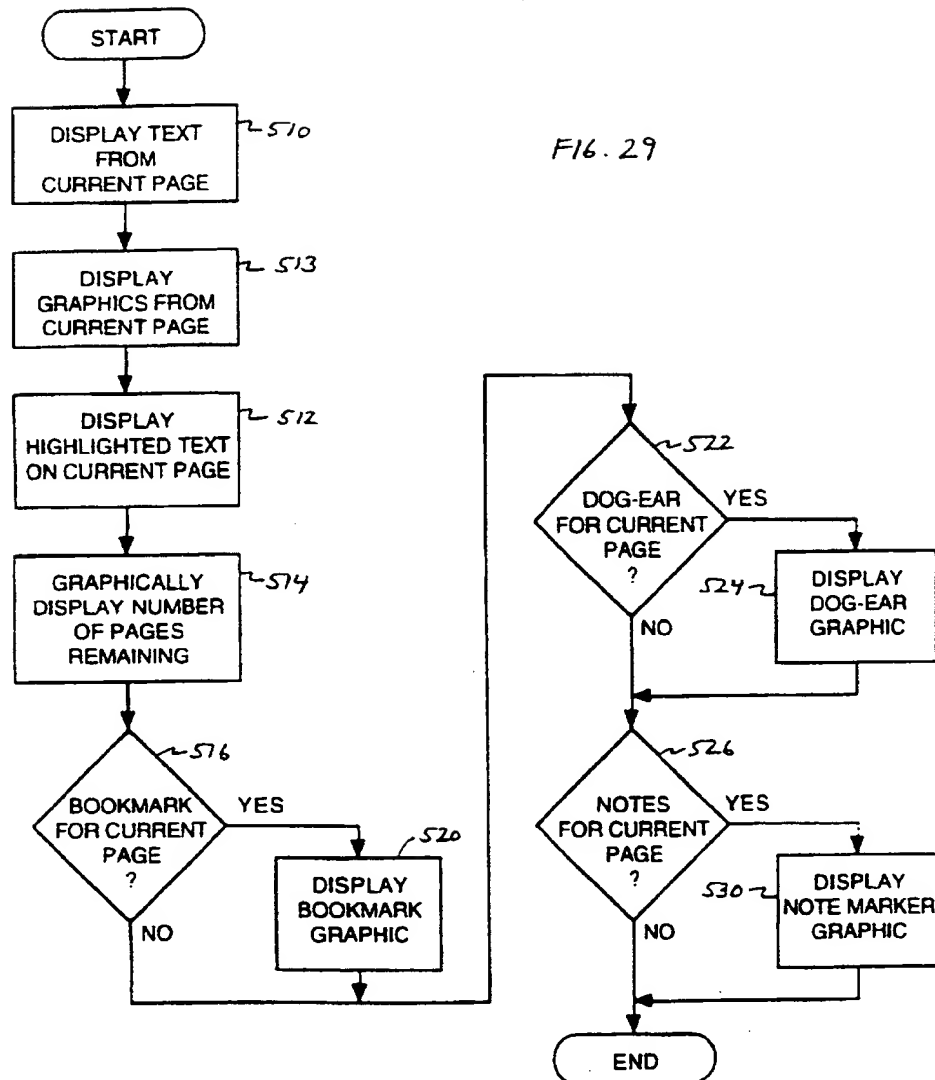 START
DISPLAY TEXT
FROM
CURRENT PAGE
510
FIG. 29
DISPLAY
GRAPHICS FROM
CURRENT PAGE
513
DISPLAY
HIGHLIGHTED TEXT
ON CURRENT PAGE
512
GRAPHICALLY
DISPLAY NUMBER
OF PAGES
REMAINING
514
516
BOOKMARK
FOR CURRENT
PAGE
?
YES
NO
520
DISPLAY
BOOKMARK
GRAPHIC
522
DOG-EAR
FOR CURRENT
PAGE
?
YES
NO
524
DISPLAY
DOG-EAR
GRAPHIC
526
NOTES
FOR CURRENT
PAGE
?
YES
NO
530
DISPLAY
NOTE MARKER
GRAPHIC
END